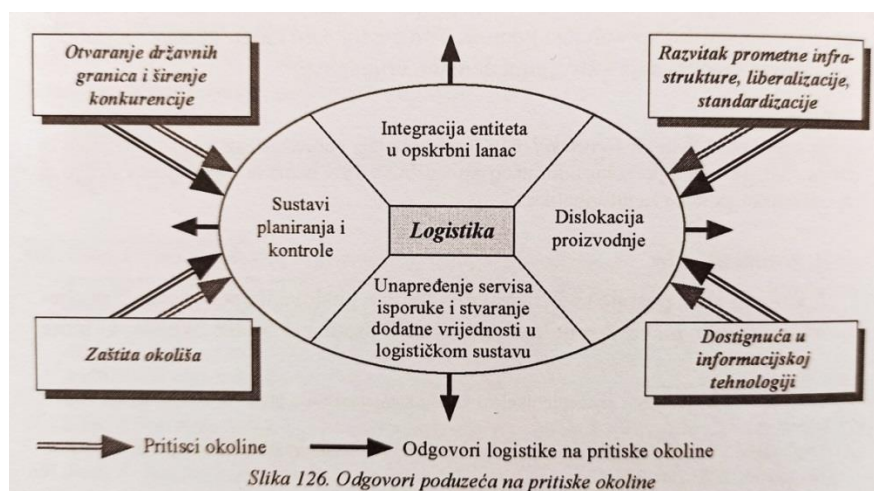 Otvaranje državnih
granica i širenje
konkurencije
Razvitak prometne infra-
strukture, liberalizacije,
standardizacije
Integracija entiteta
u opskrbni lanac
Sustavi
planiranja i
kontrole
Logistika
Dislokacija
proizvodnje
Unapređenje servisa
isporuke i stvaranje
dodatne vrijednosti u
logističkom sustavu
Zaštita okoliša
Dostignuća u
informacijskoj
tehnologiji
Pritisci okoline
Odgovori logistike na pritiske okoline
Slika 126. Odgovori poduzeća na pritiske okoline